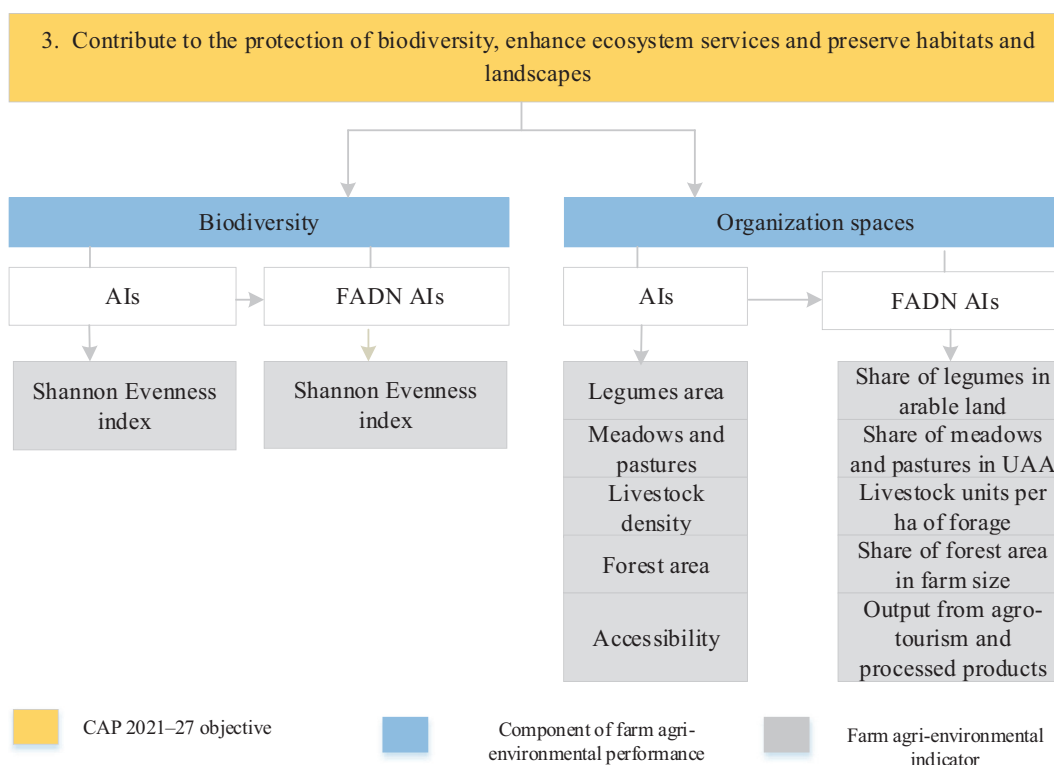 3. Contribute to the protection of biodiversity, enhance ecosystem services and preserve habitats and
landscapes
Biodiversity
Organization spaces
AIs
FADN AIs
AIs
FADN AIs
Shannon Evenness
index
Shannon Evenness
index
Legumes area
Share of legumes in
arable land
Meadows and
pastures
Share of meadows
and pastures in UAA
Livestock
density
Livestock units per
ha of forage
Forest area
Share of forest area
in farm size
Accessibility
Output from agro-
tourism and
processed products
CAP 2021–27 objective
Component of farm agri-
environmental performance
Farm agri-environmental
indicator